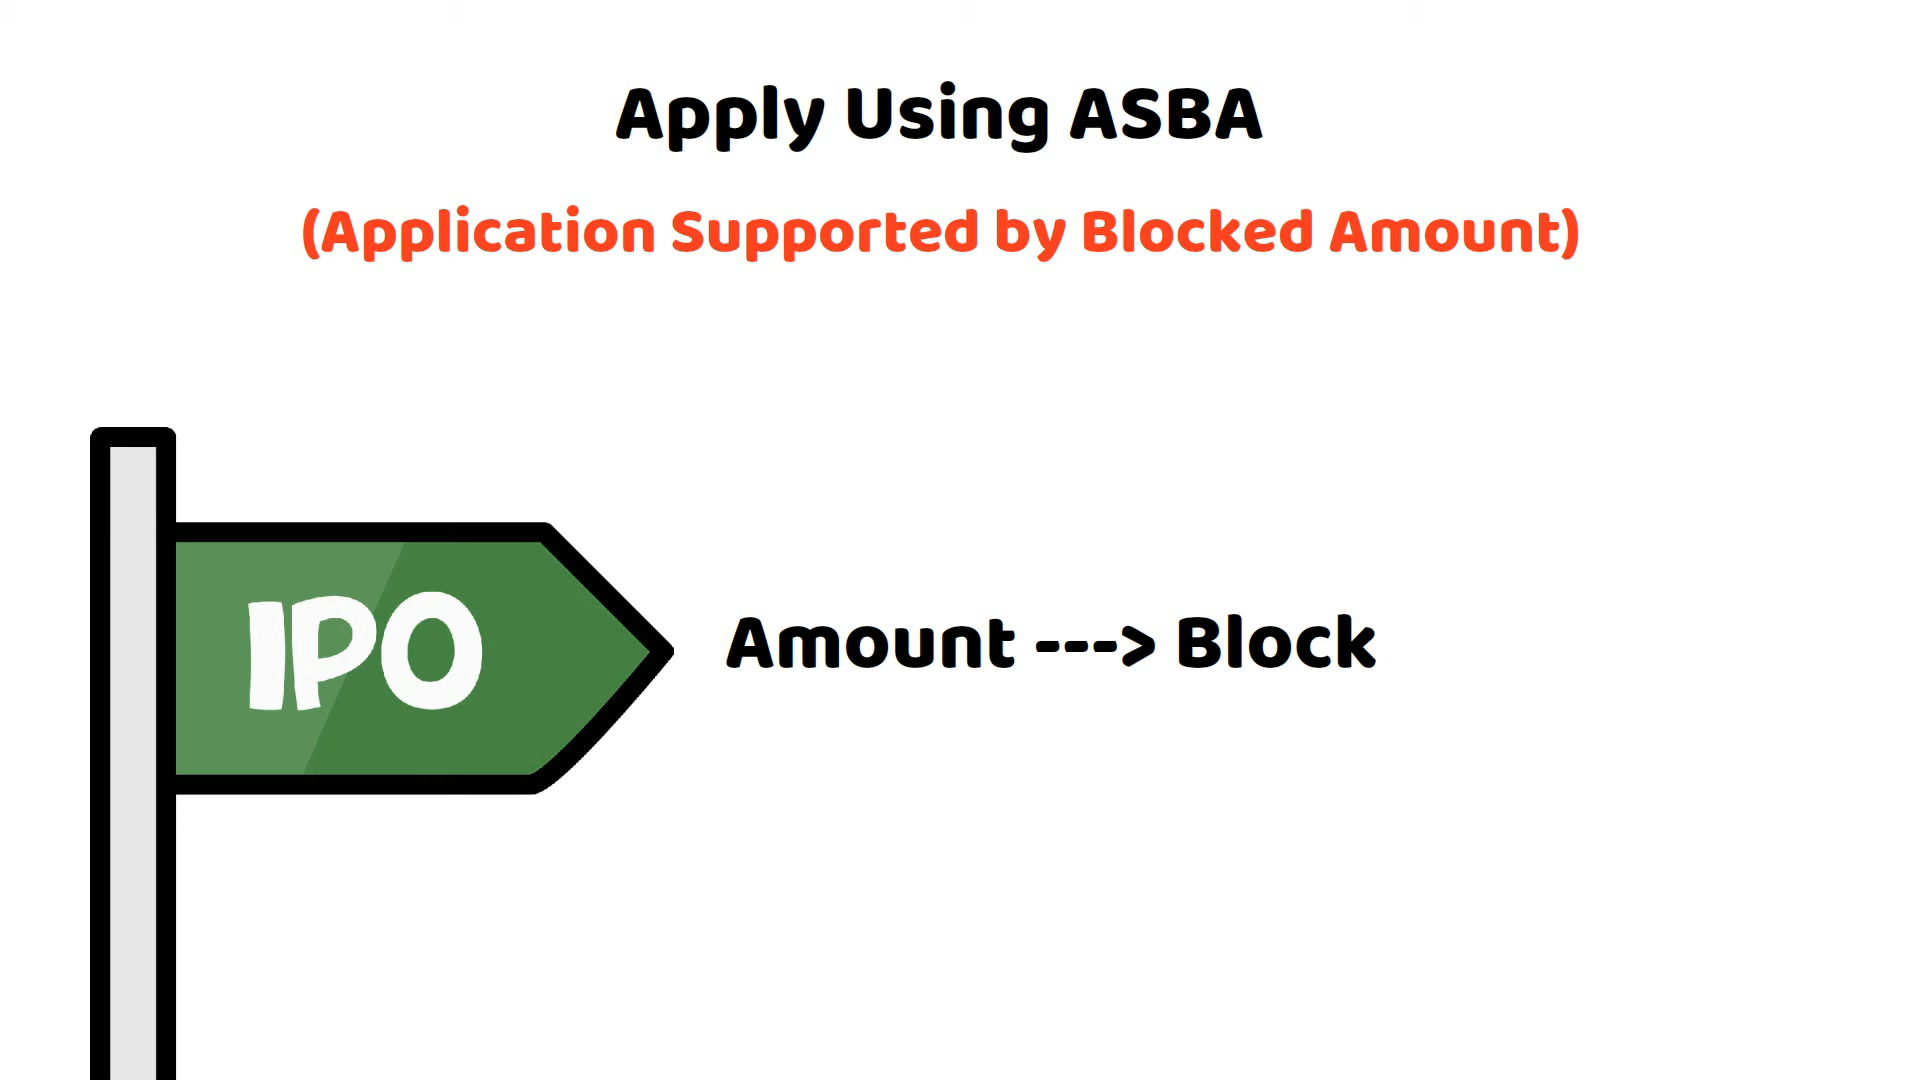 Apply Using ASBA
(Application Supported by Blocked Amount)
IPO
Amount ---> Block